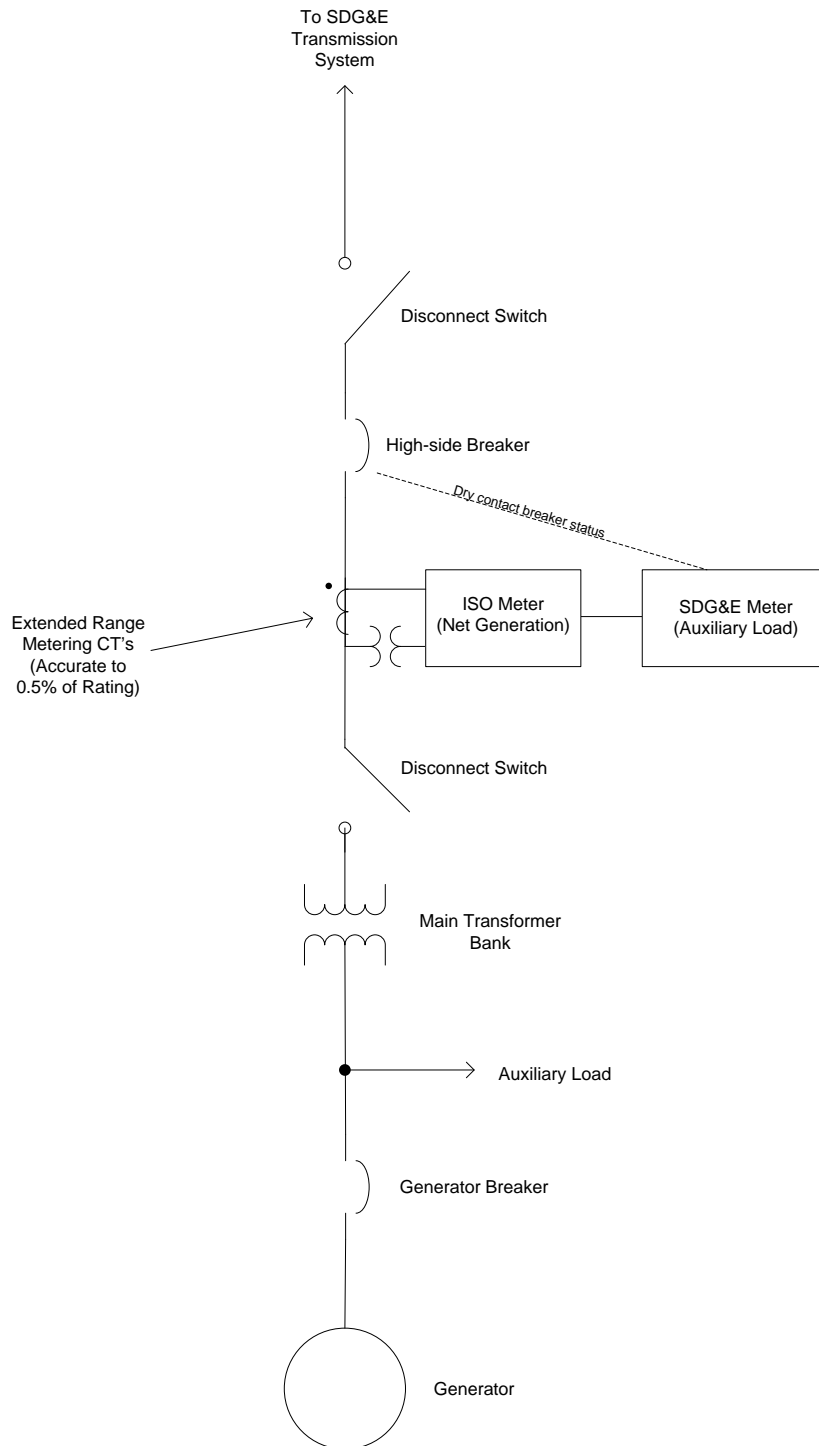 To SDG&E
Transmission
System
Disconnect Switch
High-side Breaker
Dry contact breaker status
ISO Meter
(Net Generation)
SDG&E Meter
(Auxiliary Load)
Extended Range
Metering CT's
(Accurate to
0.5% of Rating)
Disconnect Switch
Main Transformer
Bank
Auxiliary Load
Generator Breaker
Generator